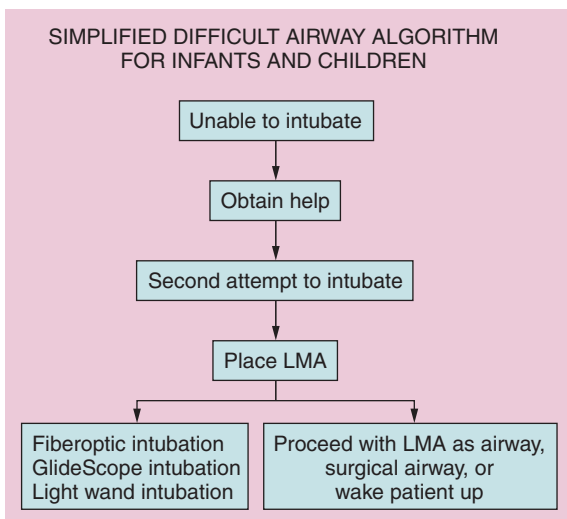 SIMPLIFIED DIFFICULT AIRWAY ALGORITHM
FOR INFANTS AND CHILDREN
Unable to intubate
Obtain help
Second attempt to intubate
Place LMA
Fiberoptic intubation
GlideScope intubation
Light wand intubation
Proceed with LMA as airway,
surgical airway, or
wake patient up